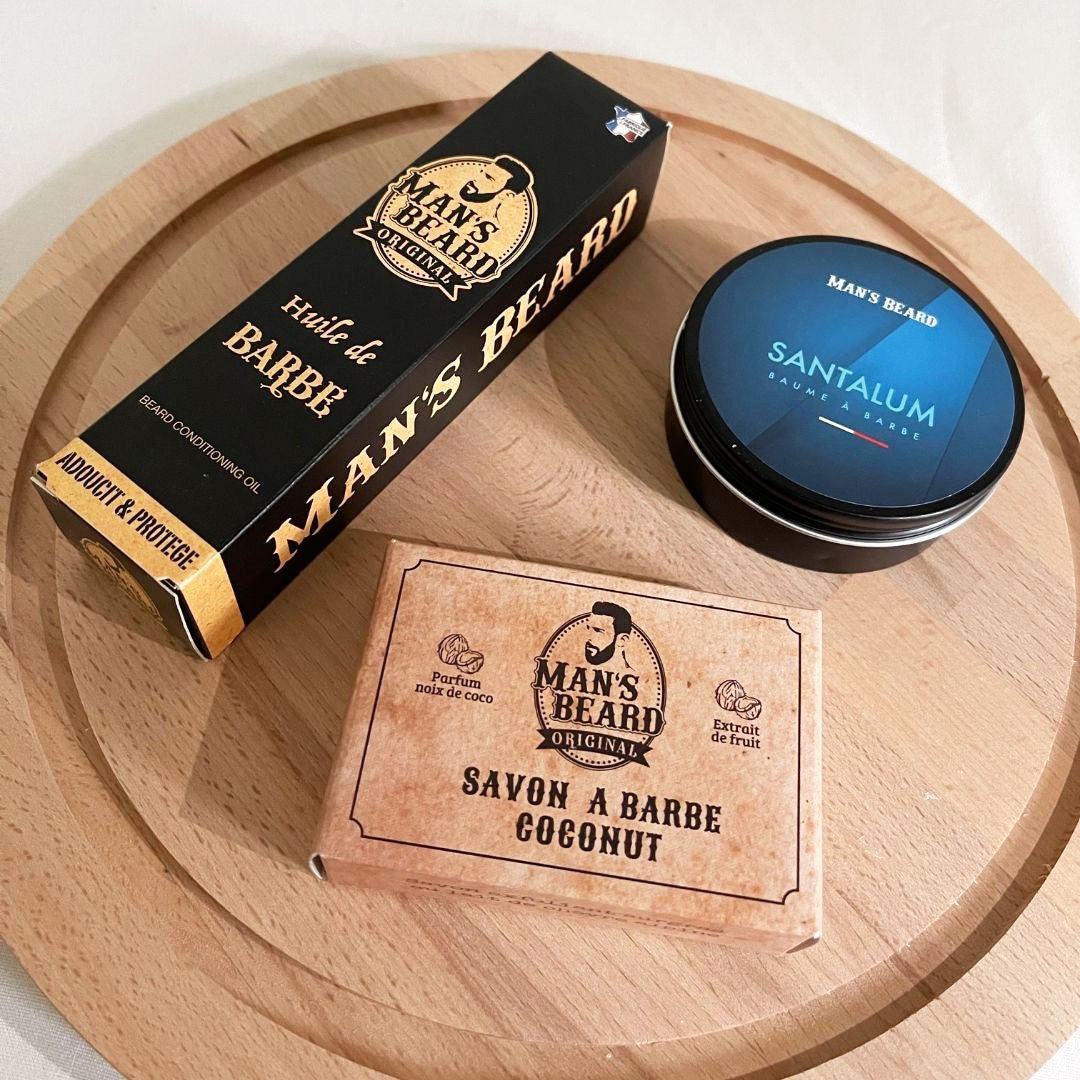 MAN'S
BEARD
ORIGINAL
Huile de
BARBE
BEARD CONDITIONING OIL
ADOUCIT & PROTEGE
MAN'S BEARD
MAN'S BEARD
SANTALUM
BAUME À BARBE
Parfum
noix de coco
MAN'S
BEARD
ORIGINAL
Extrait
de fruit
SAVON A BARBE
COCONUT